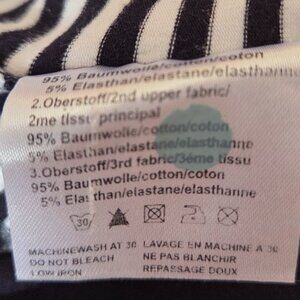 95% Baumwolle/cotton/coton
5% Elasthan/elastane/elasthanne
2.Oberstoff/2nd upper fabric/
2me tissu principal
95% Baumwolle/cotton/coton
5% Elasthan/elastane/elasthanne
3.Oberstoff/3rd fabric/3éme tissu
95% Baumwolle/cotton/coton
5% Elasthan/elastane/elasthanne
30
MACHINEWASH AT 30 LAVAGE EN MACHINE A 30
DO NOT BLEACH NE PAS BLANCHIR
LOW IRON REPASSAGE DOUX